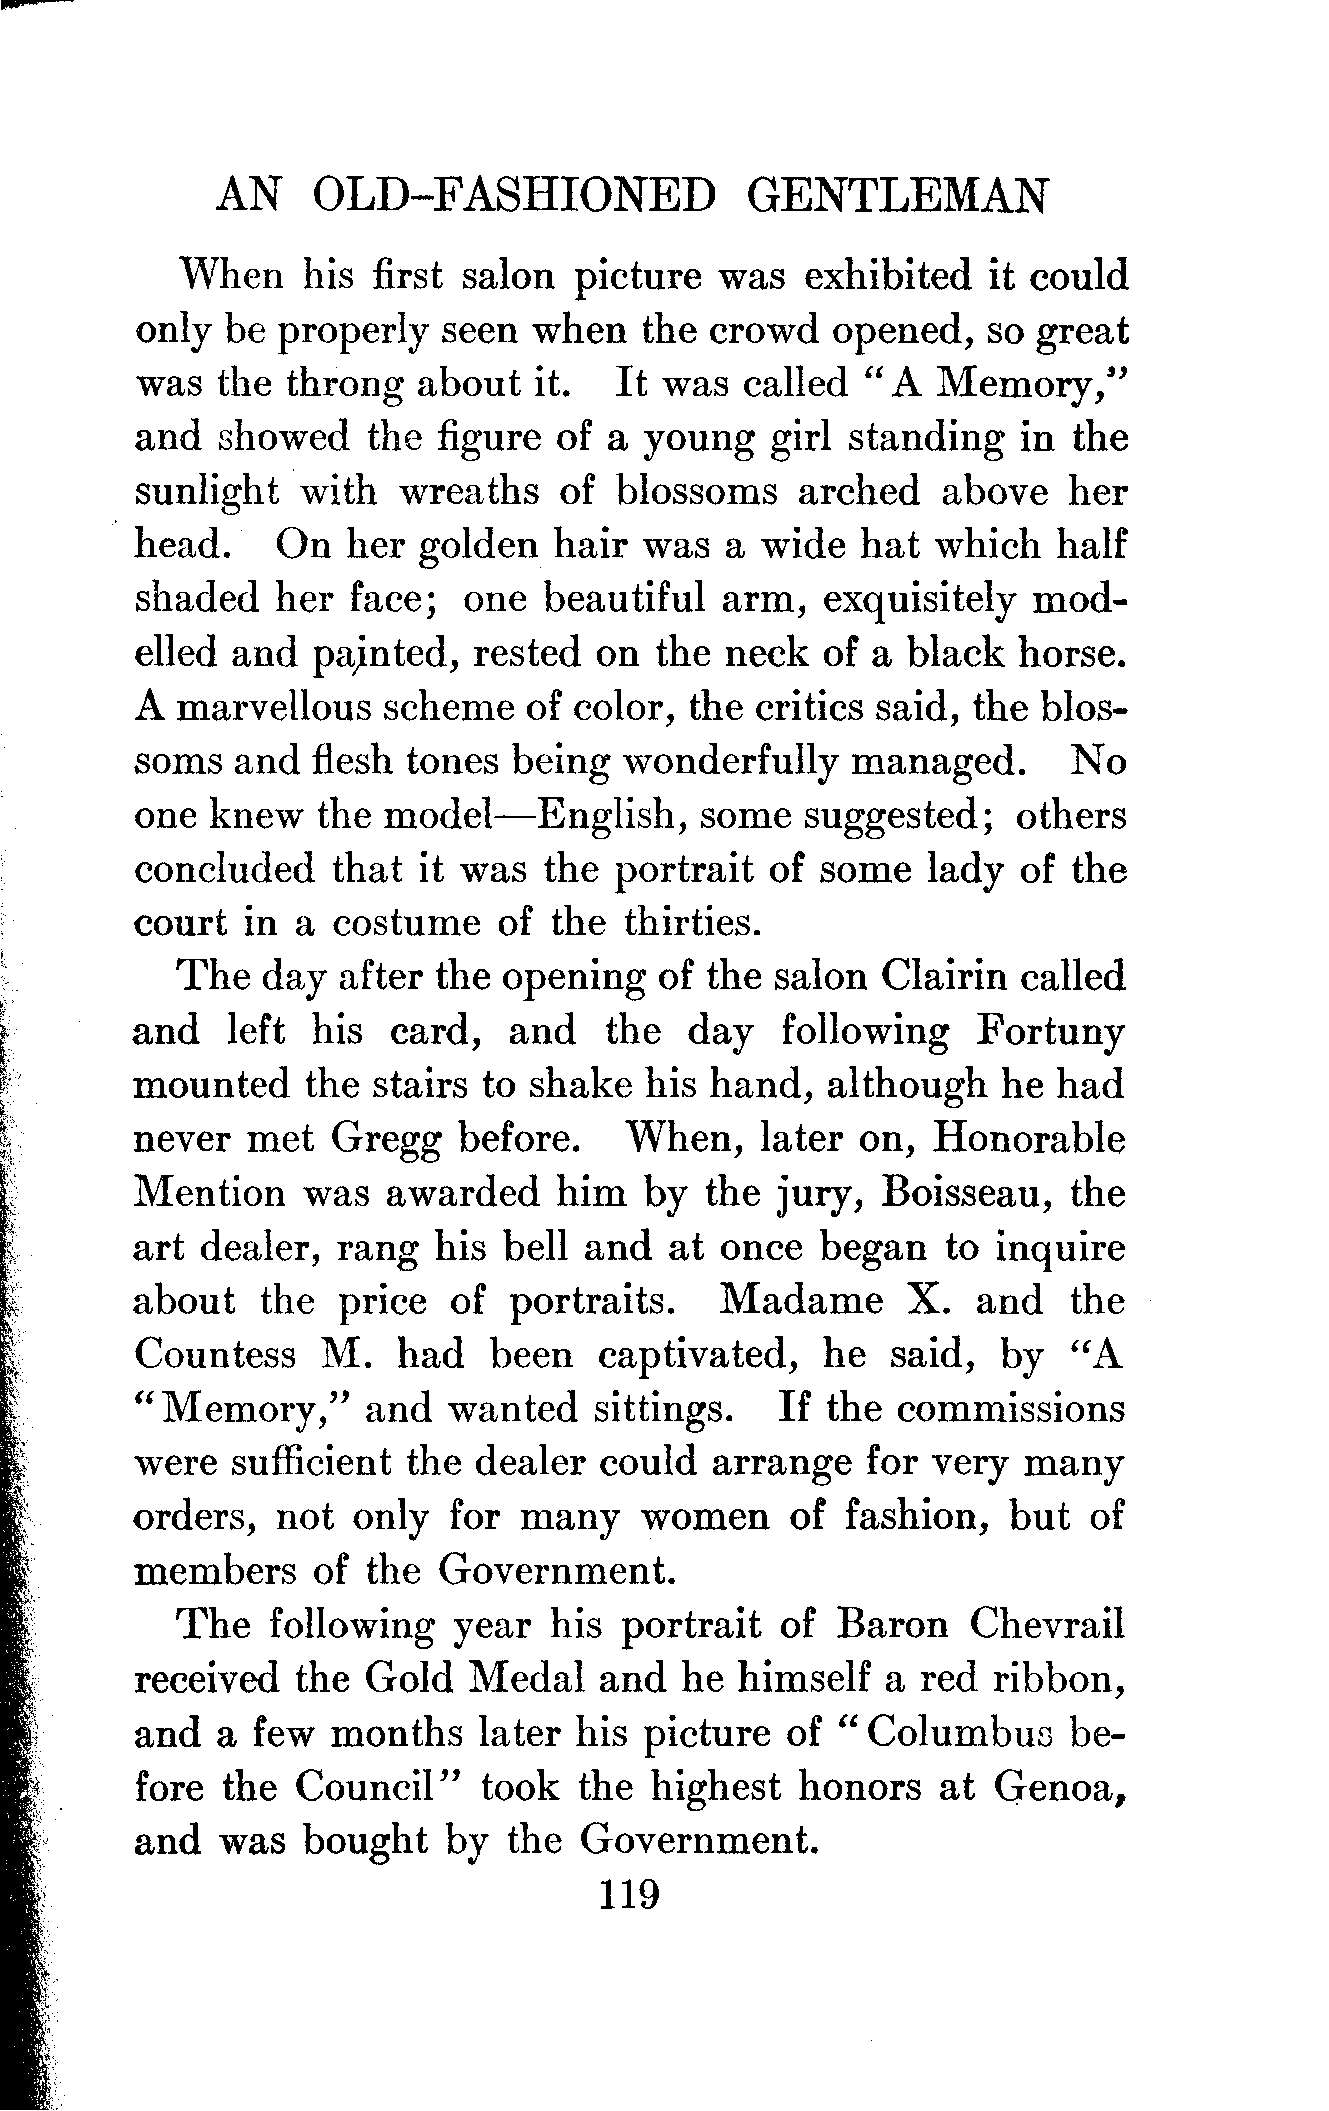 AN OLD-FASHIONED GENTLEMAN
When his first salon picture was exhibited it could
only be properly seen when the crowd opened, so great
was the throng about it. It was called “ A Memory,”
and showed the figure of a young girl standing in the
sunlight with wreaths of blossoms arched above her
head. On her golden hair was a wide hat which half
shaded her face; one beautiful arm, exquisitely mod-
elled and painted, rested on the neck of a black horse.
A marvellous scheme of color, the critics said, the blos-
soms and flesh tones being wonderfully managed. No
one knew the model—English, some suggested; others
concluded that it was the portrait of some lady of the
court in a costume of the thirties.
The day after the opening of the salon Clairin called
and left his card, and the day following Fortuny
mounted the stairs to shake his hand, although he had
never met Gregg before. When, later on, Honorable
Mention was awarded him by the jury, Boisseau, the
art dealer, rang his bell and at once began to inquire
about the price of portraits. Madame X. and the
Countess M. had been captivated, he said, by “A
“ Memory,” and wanted sittings. If the commissions
were sufficient the dealer could arrange for very many
orders, not only for many women of fashion, but of
members of the Government.
The following year his portrait of Baron Chevrail
received the Gold Medal and he himself a red ribbon,
and a few months later his picture of “ Columbus be-
fore the Council” took the highest honors at Genoa,
and was bought by the Government.
119